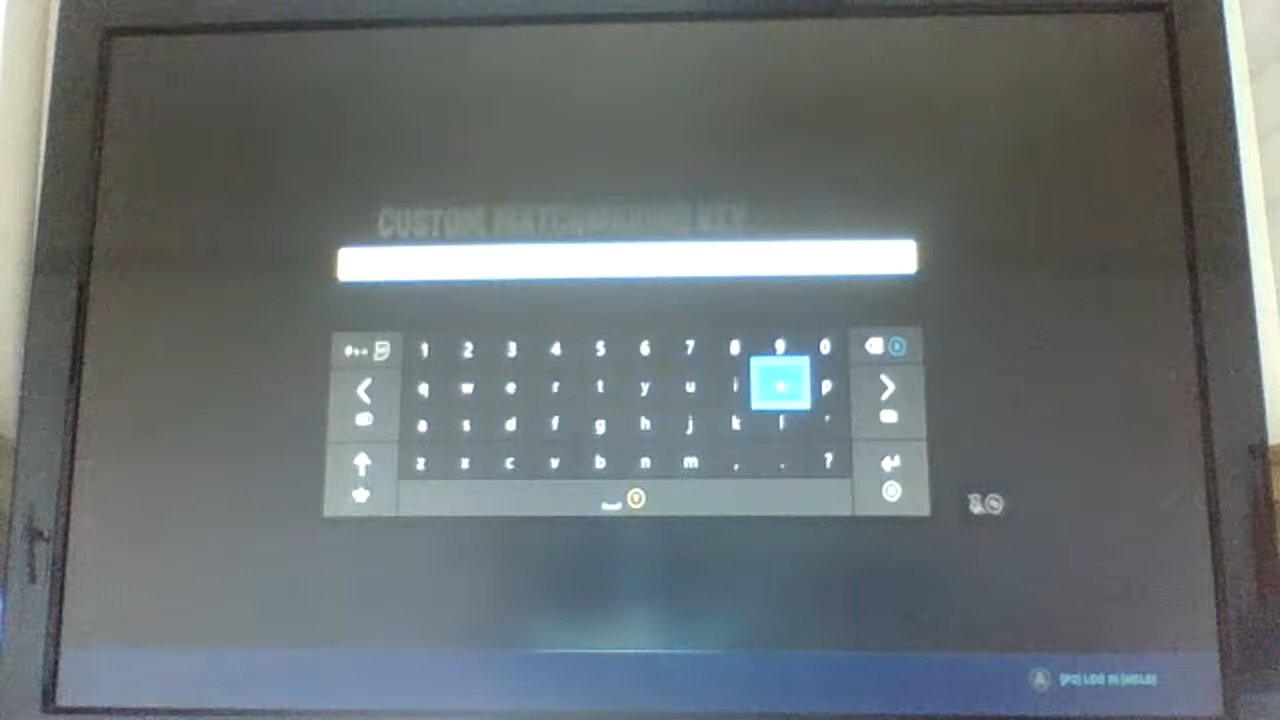 CUSTOM MATCHMAKING KEY
1 2 3 4 5 6 7 8 9 0
q w e r t y u i o p
a s d f g h j k l '
z x c v b n m , . ?